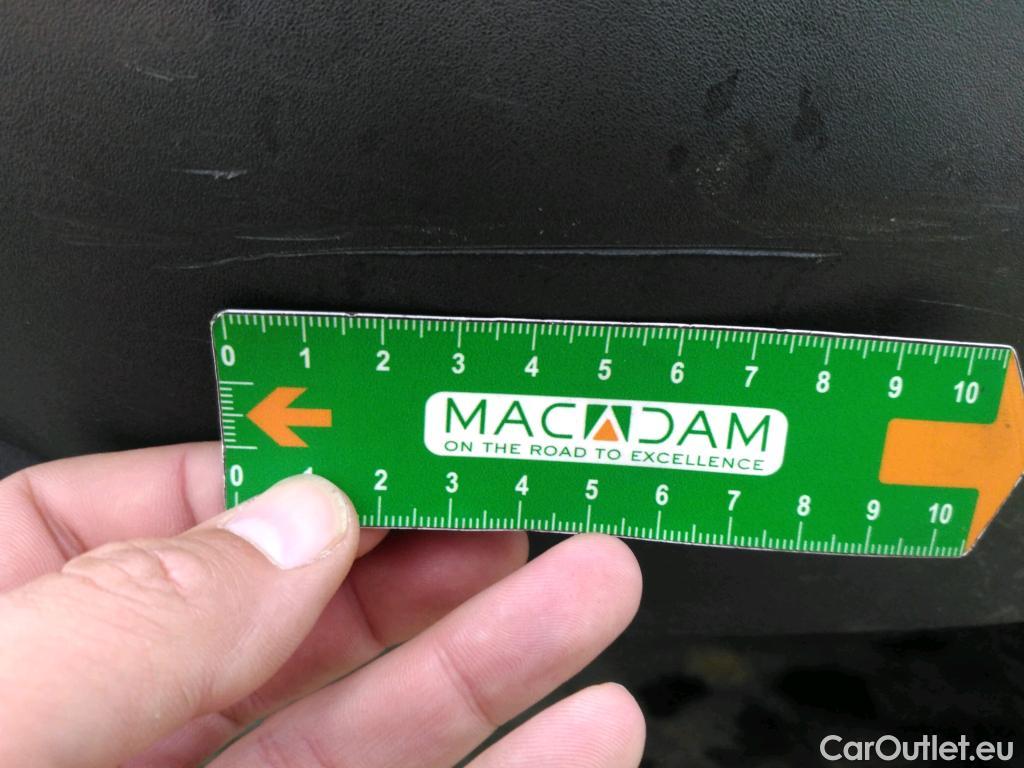 0 1 2 3 4 5 6 7 8 9 10
MACADAM
ON THE ROAD TO EXCELLENCE
0 1 2 3 4 5 6 7 8 9 10
CarOutlet.eu